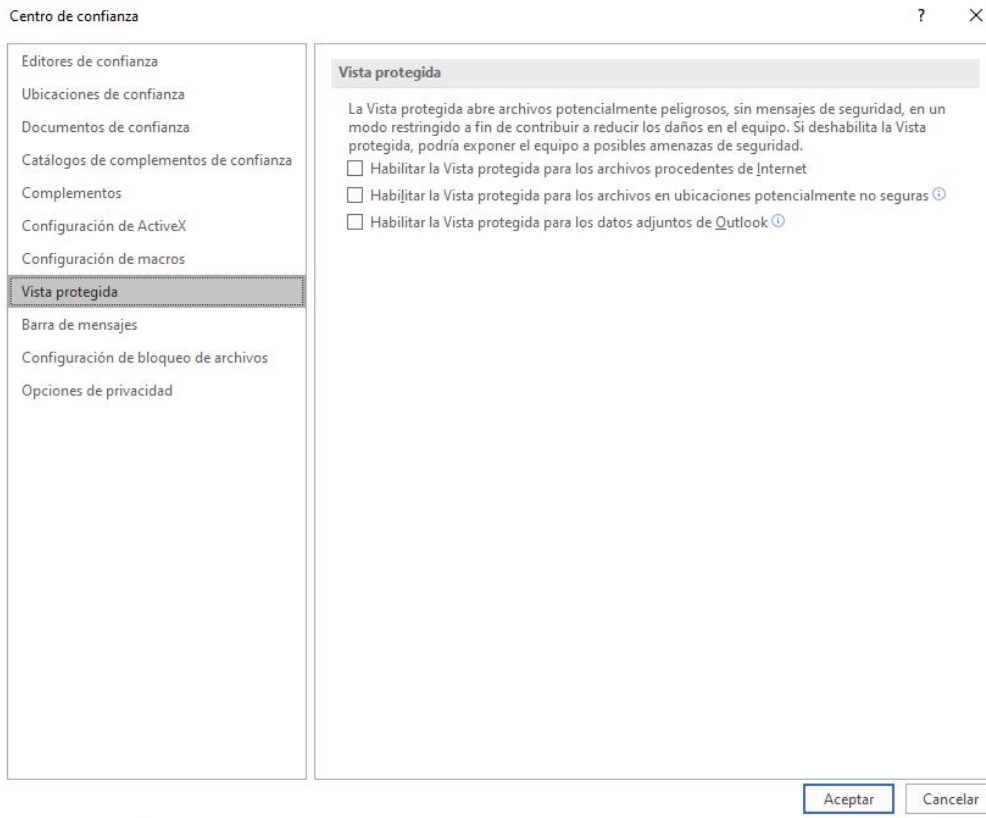 Centro de confianza
?
Editores de confianza
Ubicaciones de confianza
Documentos de confianza
Catálogos de complementos de confianza
Complementos
Configuración de ActiveX
Configuración de macros
Vista protegida
Barra de mensajes
Configuración de bloqueo de archivos
Opciones de privacidad
Vista protegida
La Vista protegida abre archivos potencialmente peligrosos, sin mensajes de seguridad, en un
modo restringido a fin de contribuir a reducir los daños en el equipo. Si deshabilita la Vista
protegida, podría exponer el equipo a posibles amenazas de seguridad.
Habilitar la Vista protegida para los archivos procedentes de Internet
Habilitar la Vista protegida para los archivos en ubicaciones potencialmente no seguras
Habilitar la Vista protegida para los datos adjuntos de Outlook
Aceptar
Cancelar